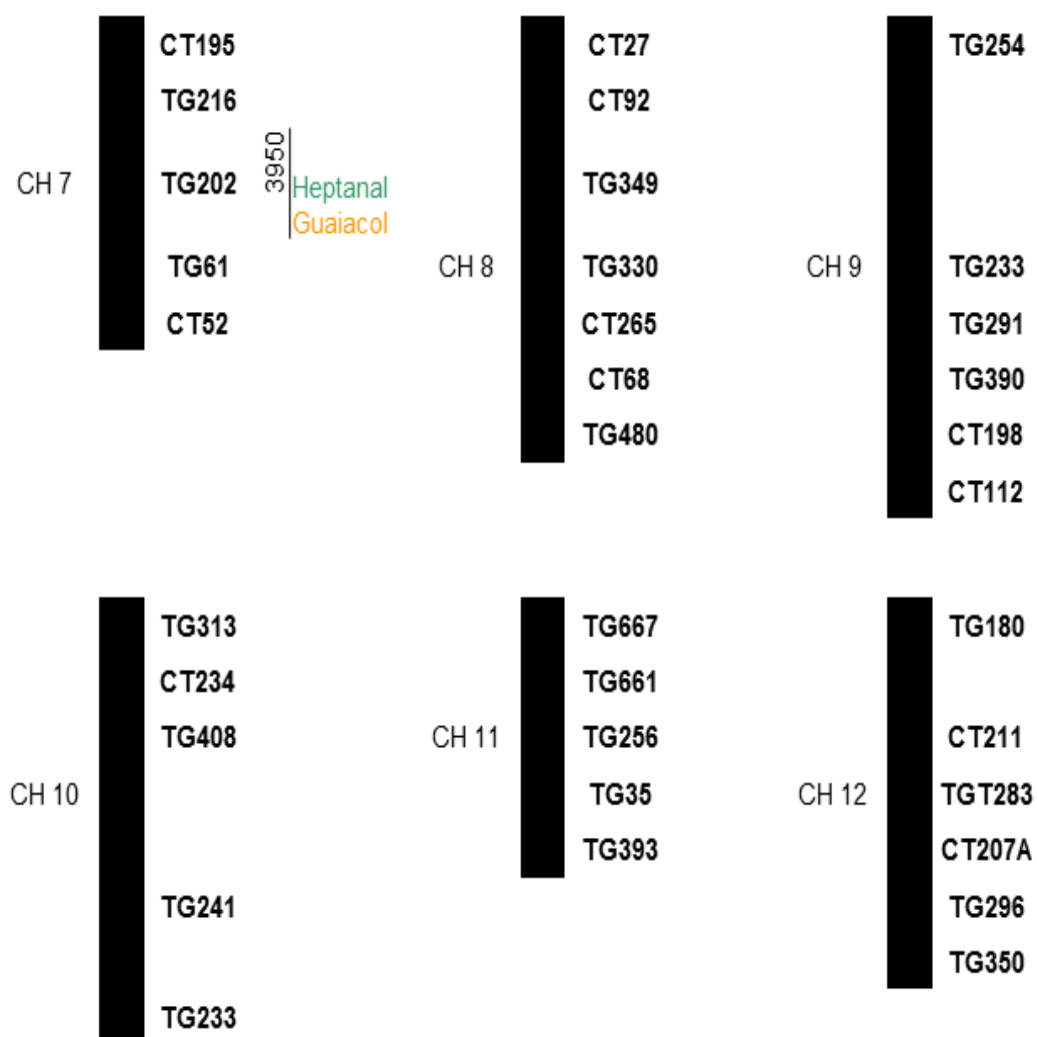 CH 7
CT195
TG216
TG202
TG61
CT52
3950
Heptanal
Guaiacol
CH 8
CT27
CT92
TG349
TG330
CT265
CT68
TG480
CH 9
TG254
TG233
TG291
TG390
CT198
CT112
CH 10
TG313
CT234
TG408
TG241
TG233
CH 11
TG667
TG661
TG256
TG35
TG393
CH 12
TG180
CT211
TGT283
CT207A
TG296
TG350